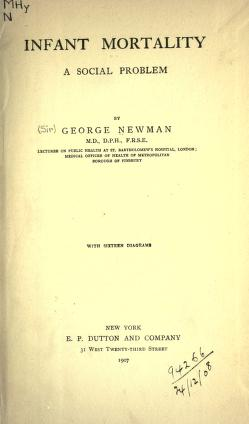 MHy
N
INFANT MORTALITY
A SOCIAL PROBLEM
BY
(Sir) GEORGE NEWMAN
M.D., D.P.H., F.R.S.E.
LECTURER ON PUBLIC HEALTH AT ST. BARTHOLOMEW'S HOSPITAL, LONDON;
MEDICAL OFFICER OF HEALTH OF METROPOLITAN
BOROUGH OF FINSBURY
WITH SIXTEEN DIAGRAMS
NEW YORK
E. P. DUTTON AND COMPANY
31 WEST TWENTY-THIRD STREET
1907
94266
24/12/08